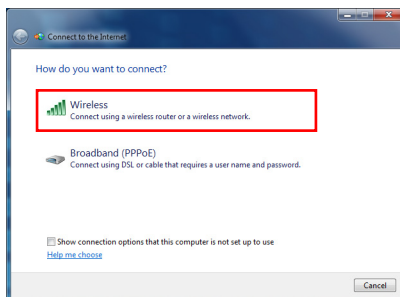 Connect to the Internet
How do you want to connect?
Wireless
Connect using a wireless router or a wireless network.
Broadband (PPPoE)
Connect using DSL or cable that requires a user name and password.
Show connection options that this computer is not set up to use
Help me choose
Cancel